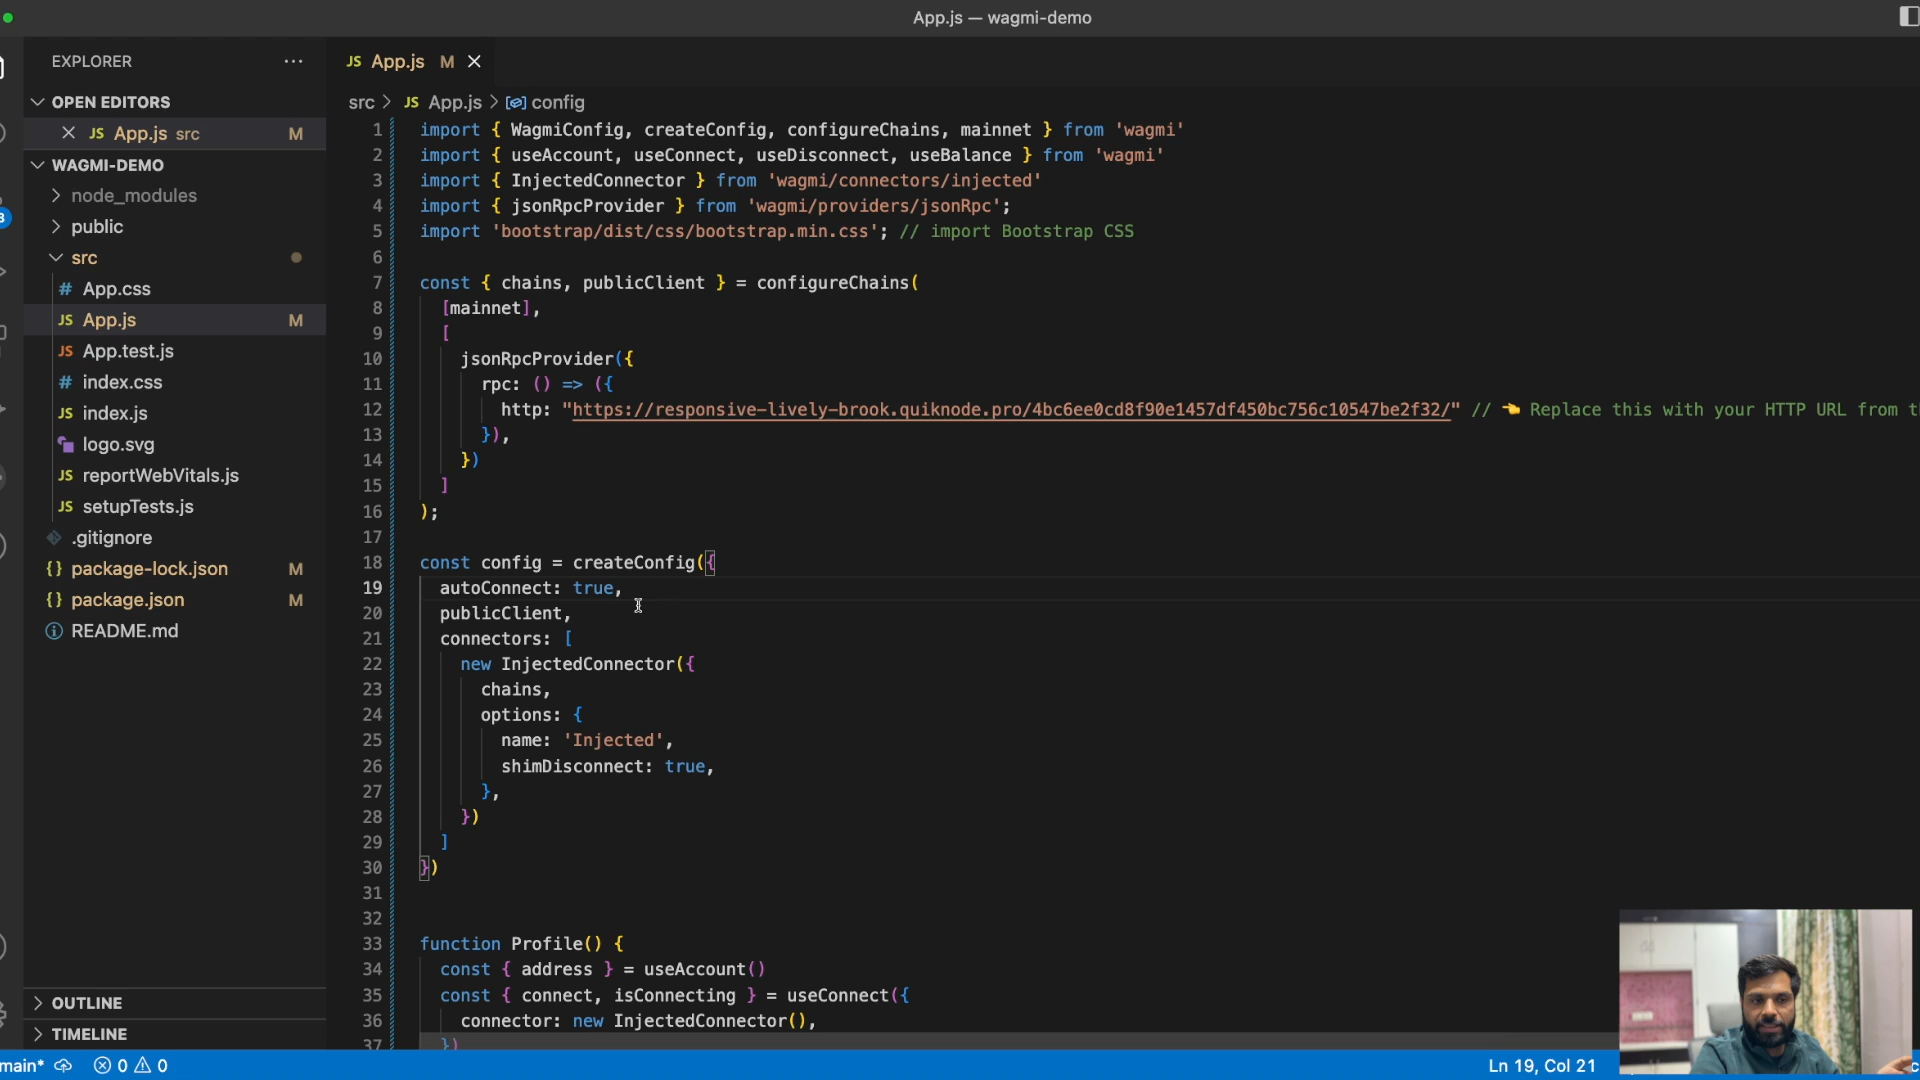 App.js — wagmi-demo
EXPLORER
JS App.js M
OPEN EDITORS
src > JS App.js > config
JS App.js src M
WAGMI-DEMO
node_modules
public
src
# App.css
JS App.js M
JS App.test.js
# index.css
JS index.js
logo.svg
JS reportWebVitals.js
JS setupTests.js
.gitignore
{} package-lock.json M
{} package.json M
README.md
OUTLINE
TIMELINE
1 import { WagmiConfig, createConfig, configureChains, mainnet } from 'wagmi'
2 import { useAccount, useConnect, useDisconnect, useBalance } from 'wagmi'
3 import { InjectedConnector } from 'wagmi/connectors/injected'
4 import { jsonRpcProvider } from 'wagmi/providers/jsonRpc';
5 import 'bootstrap/dist/css/bootstrap.min.css'; // import Bootstrap CSS
6
7 const { chains, publicClient } = configureChains(
8 [mainnet],
9 [
10 jsonRpcProvider({
11 rpc: () => ({
12 http: "https://responsive-lively-brook.quiknode.pro/4bc6ee0cd8f90e1457df450bc756c10547be2f32/" // 👈 Replace this with your HTTP URL from
13 }),
14 })
15 ]
16 );
17
18 const config = createConfig({
19 autoConnect: true,
20 publicClient,
21 connectors: [
22 new InjectedConnector({
23 chains,
24 options: {
25 name: 'Injected',
26 shimDisconnect: true,
27 },
28 })
29 ]
30 })
31
32
33 function Profile() {
34 const { address } = useAccount()
35 const { connect, isConnecting } = useConnect({
36 connector: new InjectedConnector(),
37 })
main* 0 0
Ln 19, Col 21